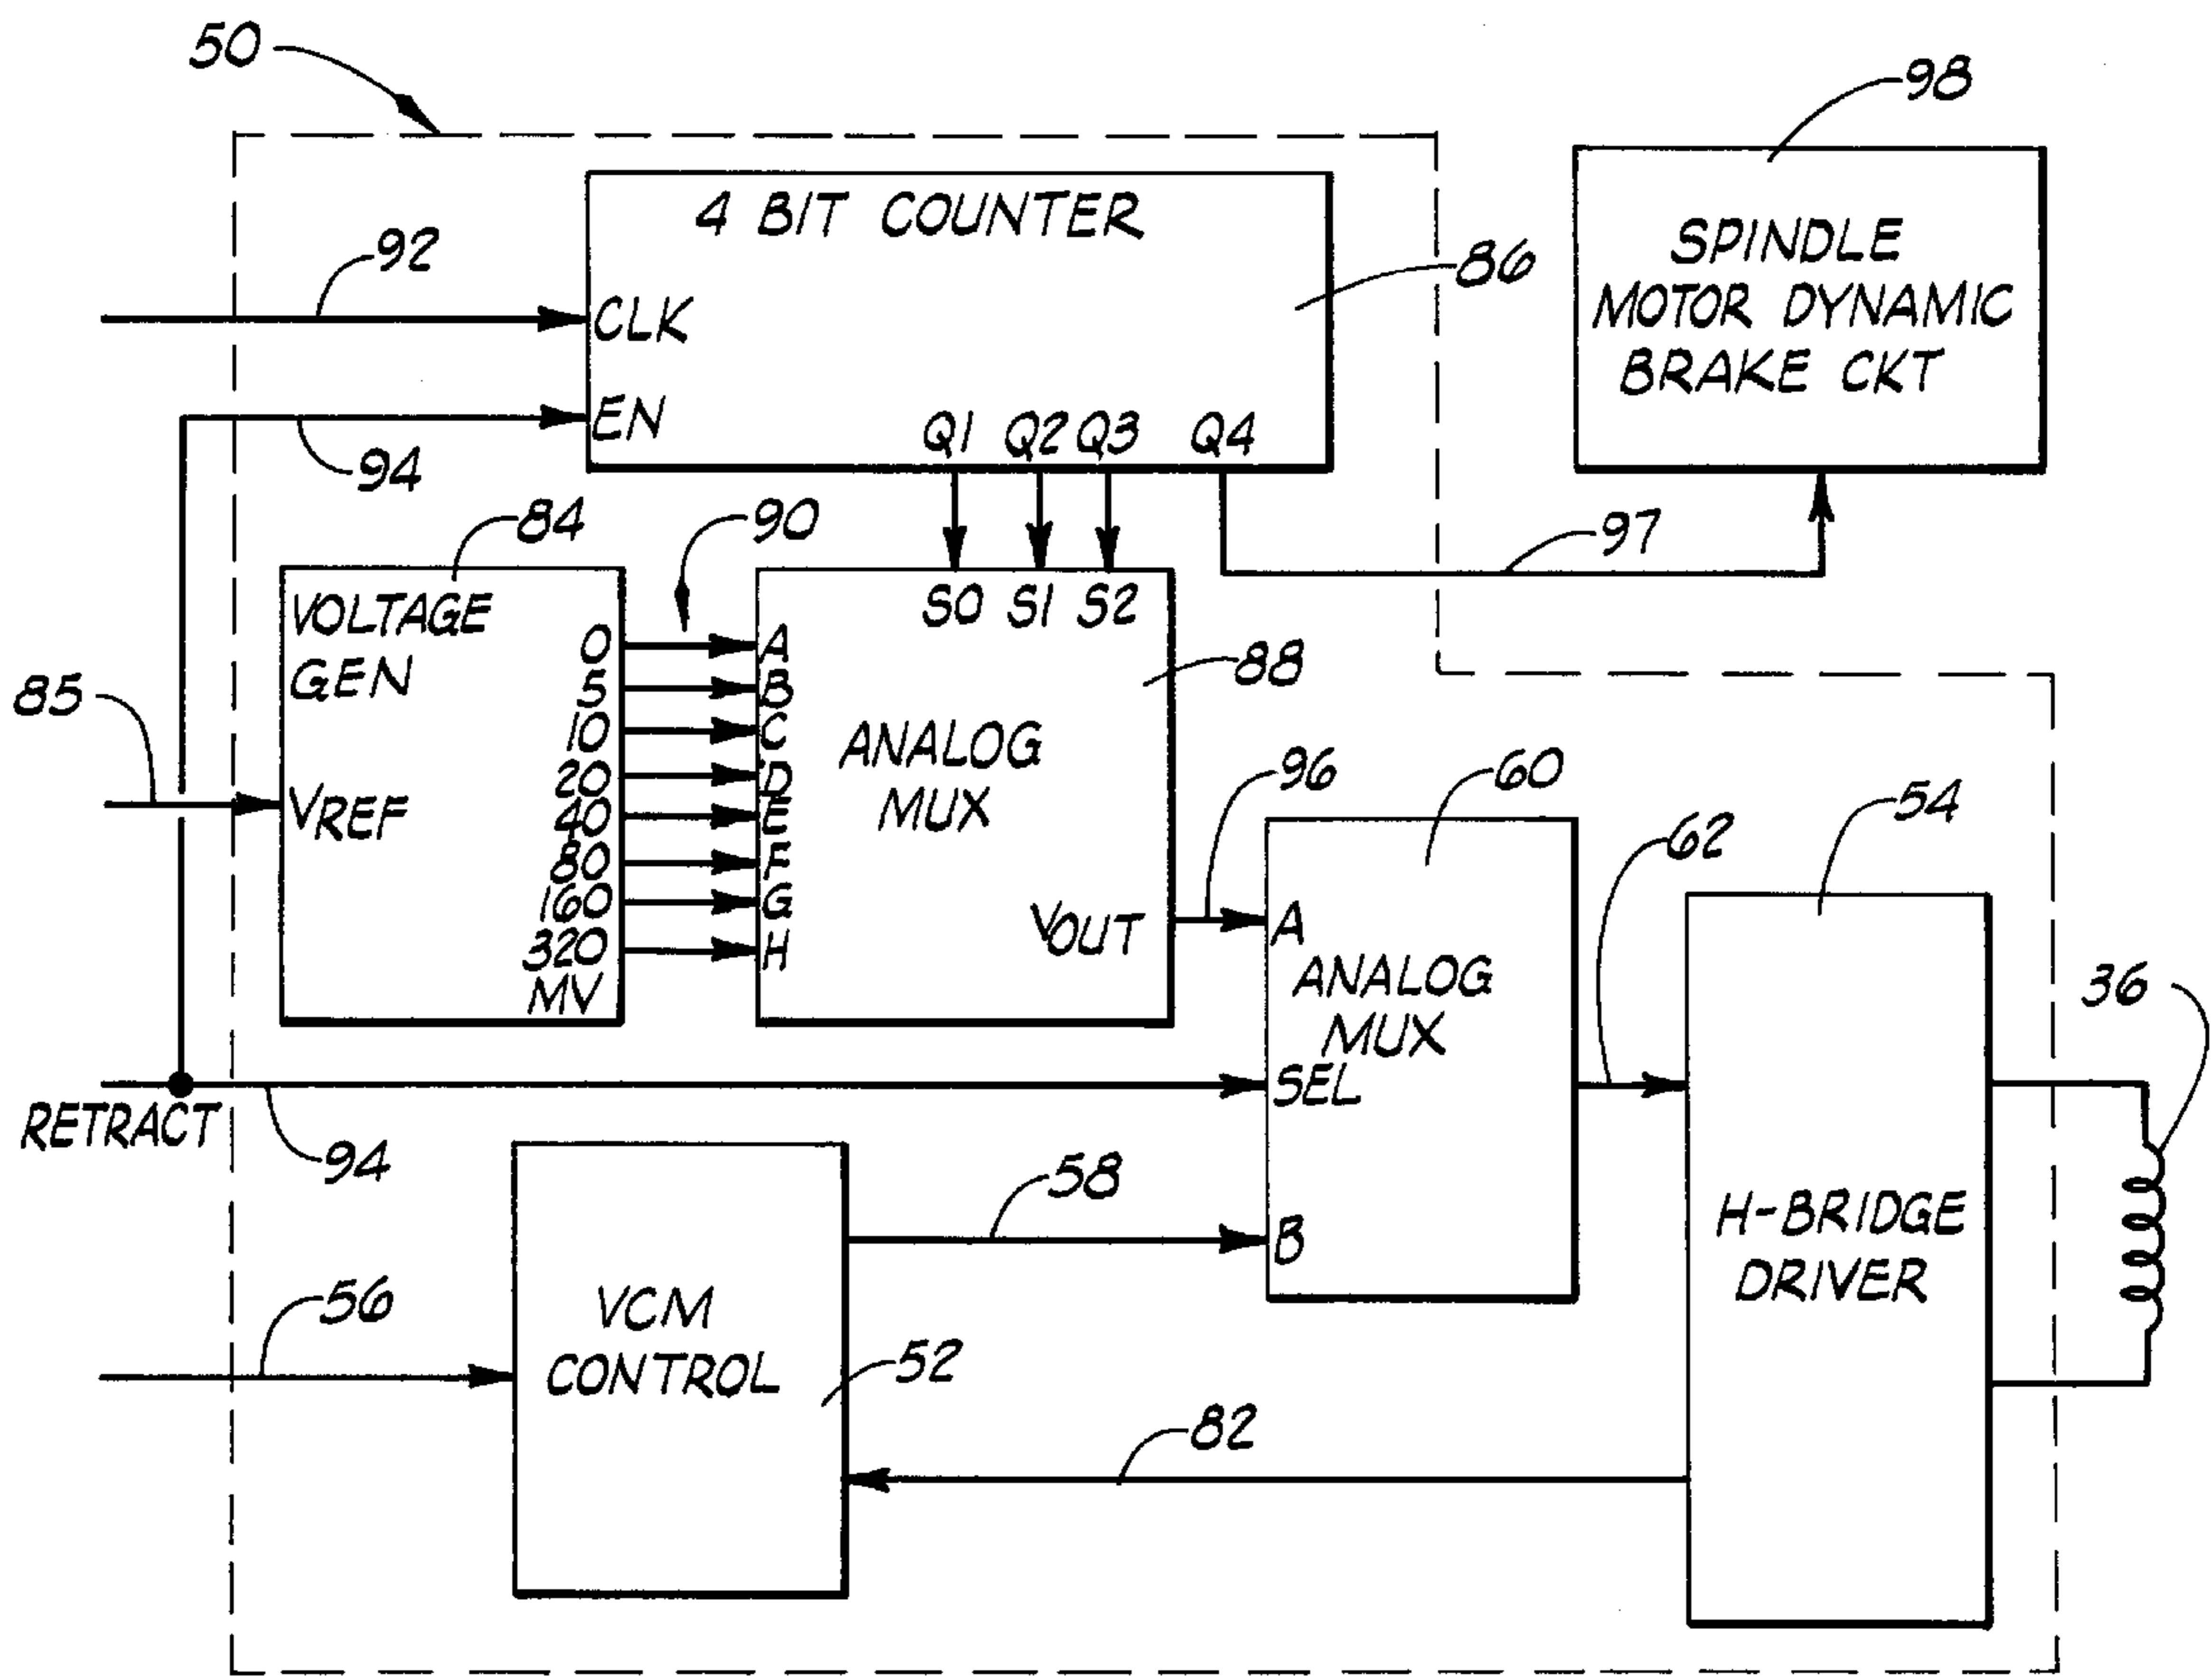 50
98
4 BIT COUNTER
SPINDLE
MOTOR DYNAMIC
BRAKE CKT
92
86
CLK
EN
94
Q1 Q2 Q3 Q4
84
90
97
VOLTAGE
GEN
S0 S1 S2
0 A
5 B
10 C
20 D
40 E
80 F
160 G
320 H
MV
85
VREF
ANALOG
MUX
88
VOUT
96
60
62
54
A
ANALOG
MUX
SEL
B
36
RETRACT
94
58
H-BRIDGE
DRIVER
56
VCM
CONTROL
52
82